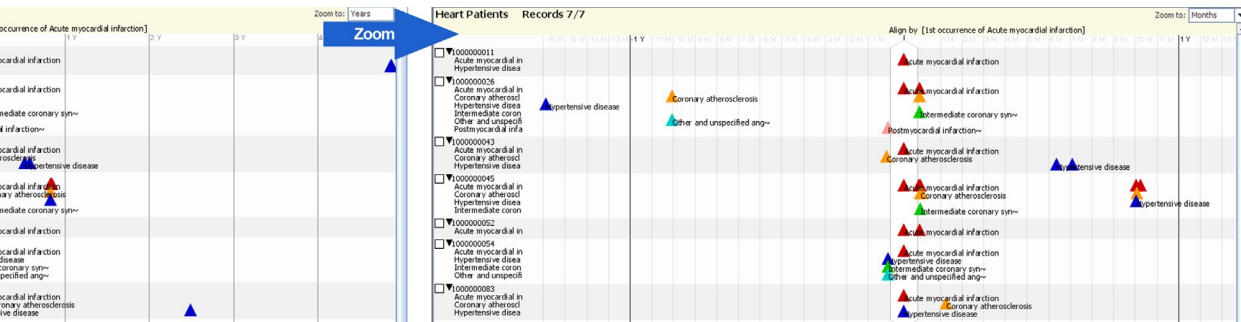 Zoom to: Years
occurrence of Acute myocardial infarction]
1 Y 2 Y 3 Y
ocardial infarction
ocardial infarction
mediate coronary syn~
l infarction~
ocardial infarction
rosclerosis
Hypertensive disease
ocardial infarction
ary atherosclerosis
mediate coronary syn~
ocardial infarction
ocardial infarction
disease
coronary syn~
specified ang~
ocardial infarction
onary atherosclerosis
ive disease
Zoom
Heart Patients Records 7/7
Zoom to: Months
Align by [1st occurrence of Acute myocardial infarction]
-1 Y 1 Y
1000000011
Acute myocardial in
Hypertensive disea
Acute myocardial infarction
1000000026
Acute myocardial in
Coronary atheroscl
Hypertensive disea
Intermediate coron
Other and unspecifi
Postmyocardial infa
Acute myocardial infarction
Coronary atherosclerosis
Hypertensive disease
Intermediate coronary syn~
Other and unspecified ang~
Postmyocardial infarction~
1000000043
Acute myocardial in
Coronary atheroscl
Hypertensive disea
Acute myocardial infarction
Coronary atherosclerosis
Hypertensive disease
1000000045
Acute myocardial in
Coronary atheroscl
Hypertensive disea
Intermediate coron
Acute myocardial infarction
Coronary atherosclerosis
Hypertensive disease
Intermediate coronary syn~
1000000052
Acute myocardial in
Acute myocardial infarction
1000000054
Acute myocardial in
Hypertensive disea
Intermediate coron
Other and unspecifi
Acute myocardial infarction
Hypertensive disease
Intermediate coronary syn~
Other and unspecified ang~
1000000083
Acute myocardial in
Coronary atheroscl
Hypertensive disea
Acute myocardial infarction
Coronary atherosclerosis
Hypertensive disease